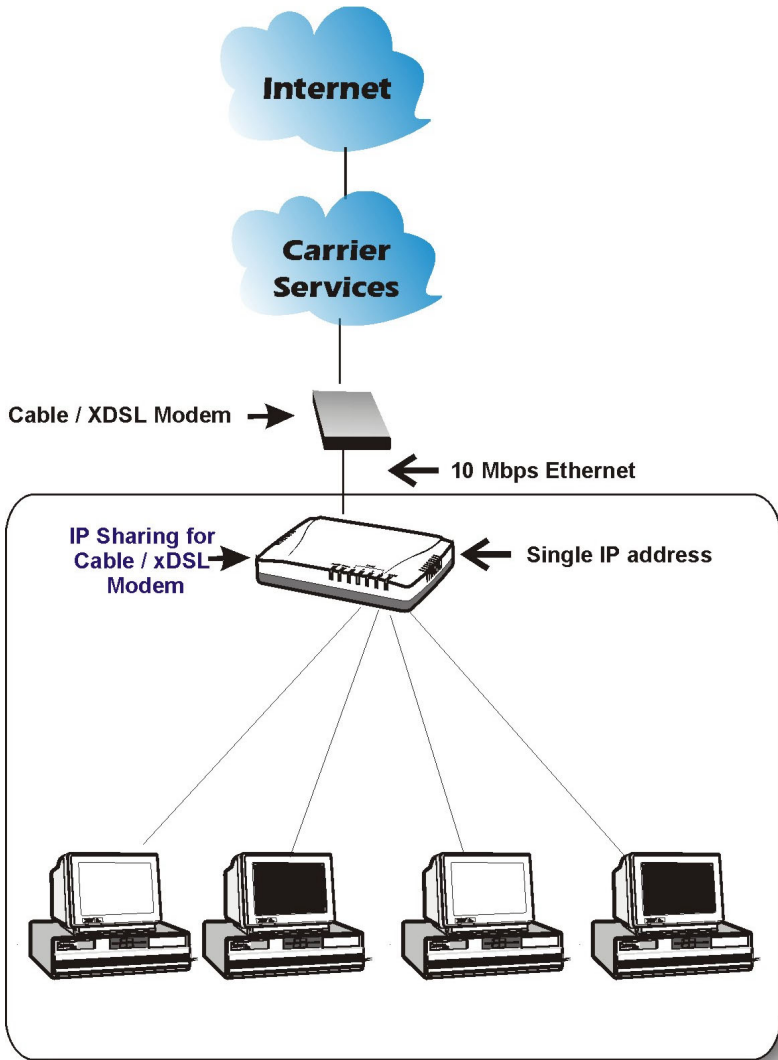 Internet
Carrier
Services
Cable / XDSL Modem
10 Mbps Ethernet
IP Sharing for
Cable / xDSL
Modem
Single IP address